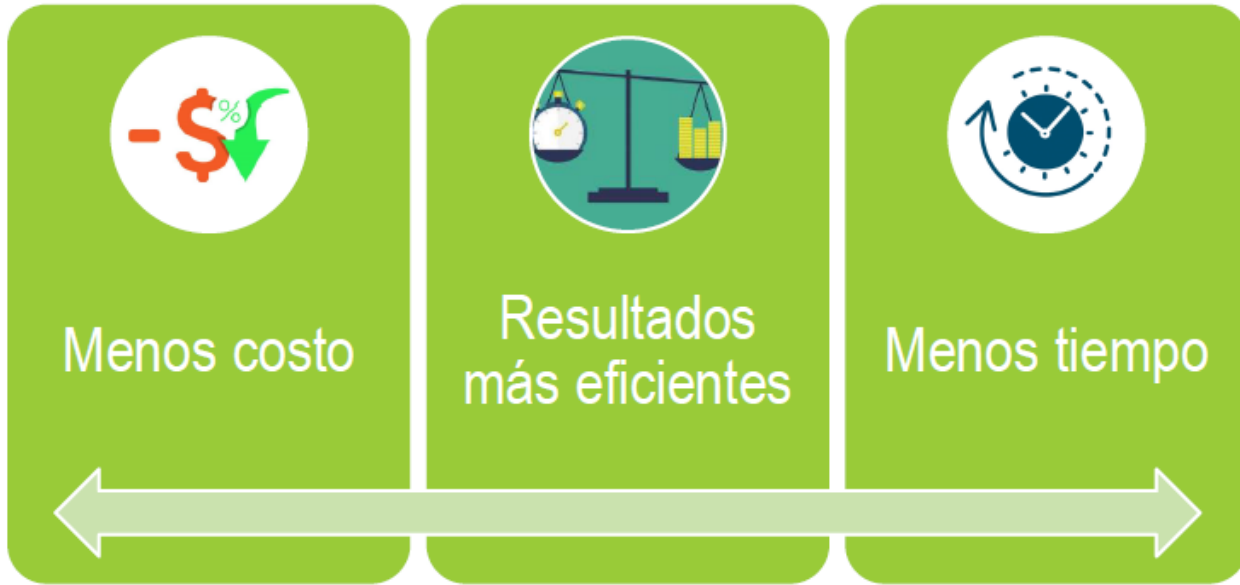 $
%
Menos costo
Resultados
más eficientes
Menos tiempo